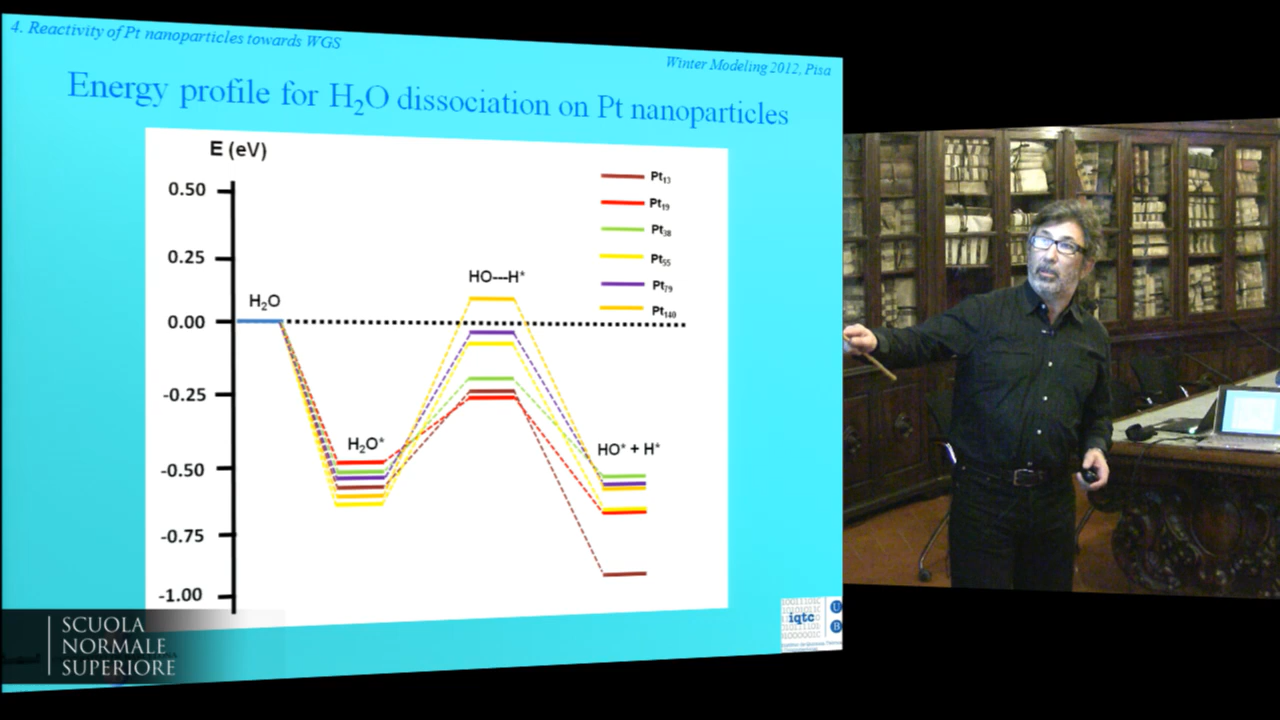 4. Reactivity of Pt nanoparticles towards WGS
Winter Modeling 2012, Pisa
Energy profile for H₂O dissociation on Pt nanoparticles
E (eV)
0.50
0.25
0.00
-0.25
-0.50
-0.75
-1.00
Pt₁₃
Pt₁₉
Pt₃₈
Pt₅₅
Pt₇₉
Pt₁₄₀
H₂O
H₂O*
HO---H*
HO* + H*
iqtc
U
B
SCUOLA
NORMALE
SUPERIORE